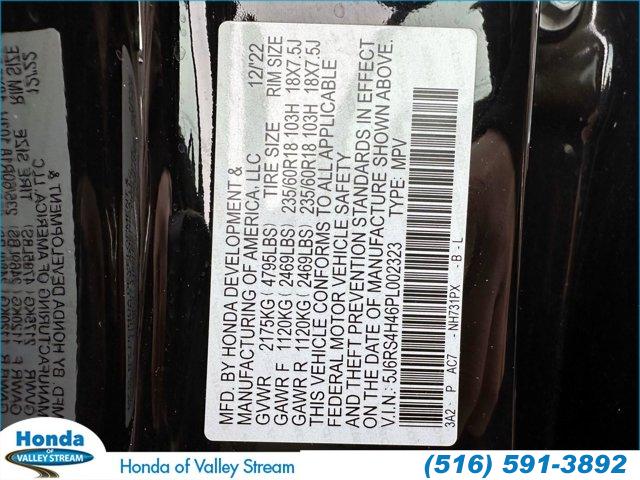 MFD. BY HONDA DEVELOPMENT &
MANUFACTURING OF AMERICA, LLC 12/'22
TIRE SIZE RIM SIZE
GVWR 2175KG ( 4795LBS)
GAWR F 1120KG ( 2469LBS) 235/60R18 103H 18X7.5J
GAWR R 1120KG ( 2469LBS) 235/60R18 103H 18X7.5J
THIS VEHICLE CONFORMS TO ALL APPLICABLE
FEDERAL MOTOR VEHICLE SAFETY
AND THEFT PREVENTION STANDARDS IN EFFECT
ON THE DATE OF MANUFACTURE SHOWN ABOVE.
V.I.N.: 5J6RS4H46PL002323 TYPE: MPV
3A2 - P AC7 - NH731PX - B - L
Honda
OF
VALLEY STREAM
Honda of Valley Stream
(516) 591-3892